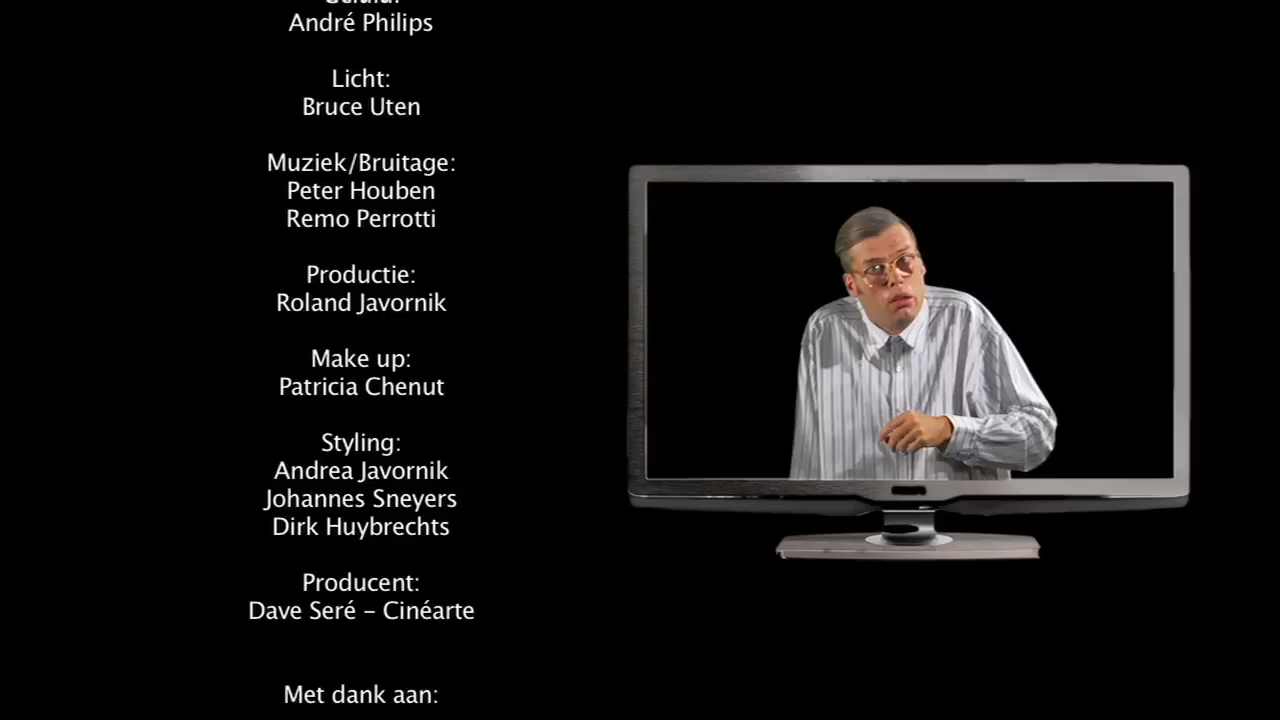 André Philips
Licht:
Bruce Uten
Muziek/Bruitage:
Peter Houben
Remo Perrotti
Productie:
Roland Javornik
Make up:
Patricia Chenut
Styling:
Andrea Javornik
Johannes Sneyers
Dirk Huybrechts
Producent:
Dave Seré - Cinéarte
Met dank aan: